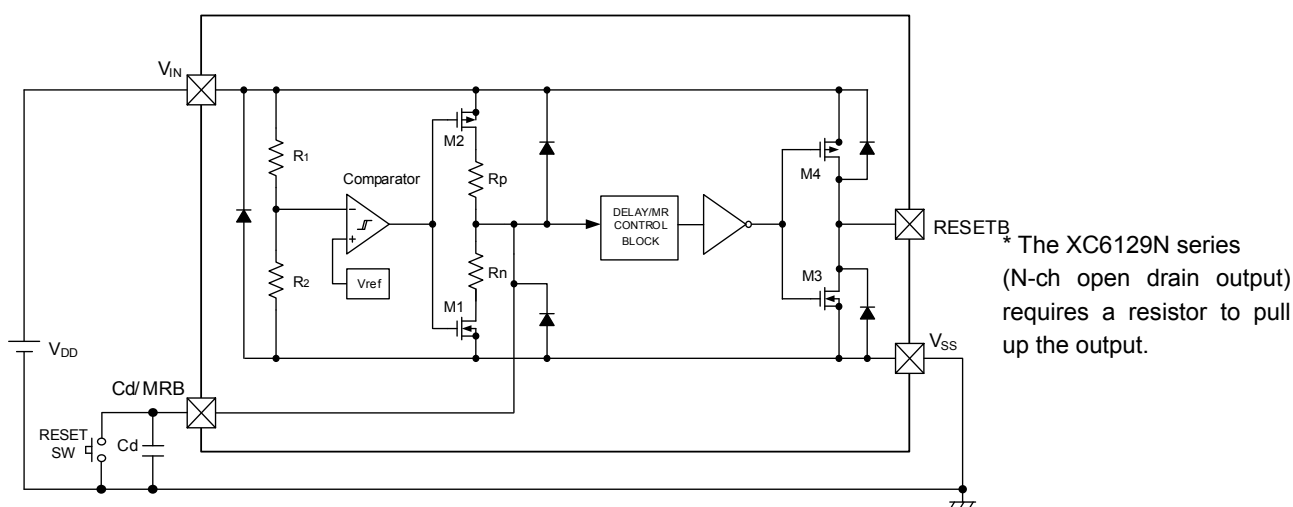 VIN
M2
R1
Rp
Comparator
M4
DELAY/MR
CONTROL
BLOCK
RESETB
−
+
R2
Vref
Rn
M1
M3
VSS
VDD
Cd/MRB
RESET
SW
Cd
* The XC6129N series
(N-ch open drain output)
requires a resistor to pull
up the output.